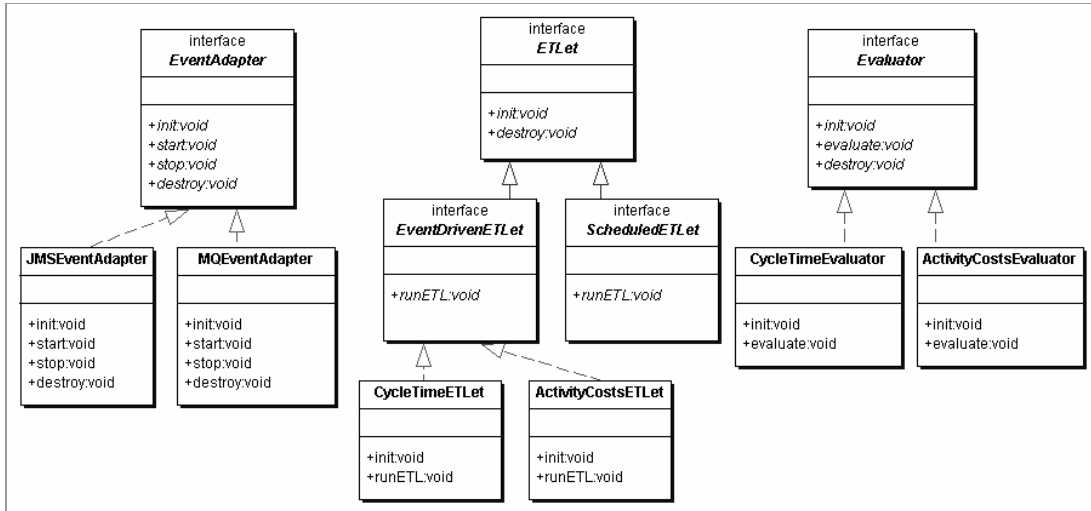 interface
EventAdapter
+init:void
+start:void
+stop:void
+destroy:void
JMSEventAdapter
+init:void
+start:void
+stop:void
+destroy:void
MQEventAdapter
+init:void
+start:void
+stop:void
+destroy:void
interface
ETLet
+init:void
+destroy:void
interface
EventDrivenETLet
+runETL:void
interface
ScheduledETLet
+runETL:void
CycleTimeETLet
+init:void
+runETL:void
ActivityCostsETLet
+init:void
+runETL:void
interface
Evaluator
+init:void
+evaluate:void
+destroy:void
CycleTimeEvaluator
+init:void
+evaluate:void
ActivityCostsEvaluator
+init:void
+evaluate:void